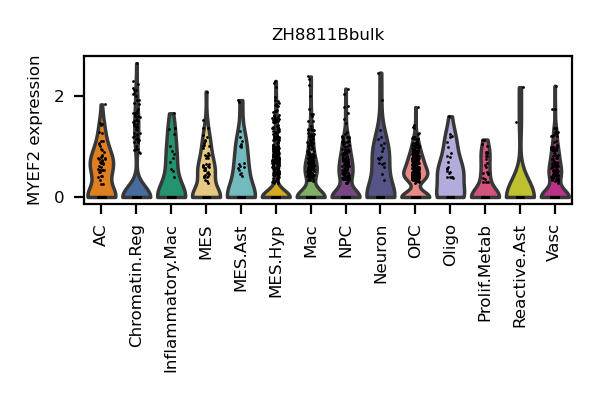 ZH8811Bbulk
MYEF2 expression
2
0
AC
Chromatin.Reg
Inflammatory.Mac
MES
MES.Ast
MES.Hyp
Mac
NPC
Neuron
OPC
Oligo
Prolif.Metab
Reactive.Ast
Vasc